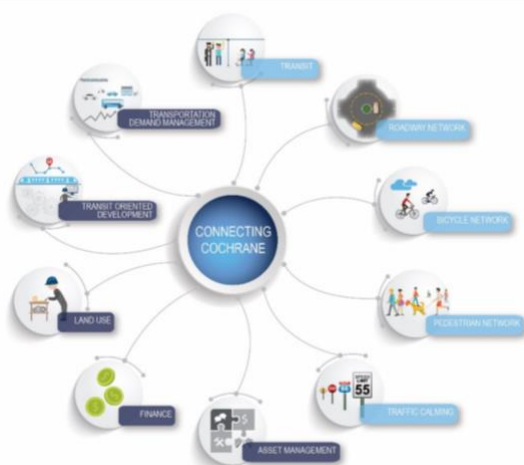 TRANSIT
TRANSPORTATION
DEMAND MANAGEMENT
ROADWAY NETWORK
TRANSIT ORIENTED
DEVELOPMENT
BICYCLE NETWORK
CONNECTING
COCHRANE
LAND USE
PEDESTRIAN NETWORK
FINANCE
ASSET MANAGEMENT
55
TRAFFIC CALMING